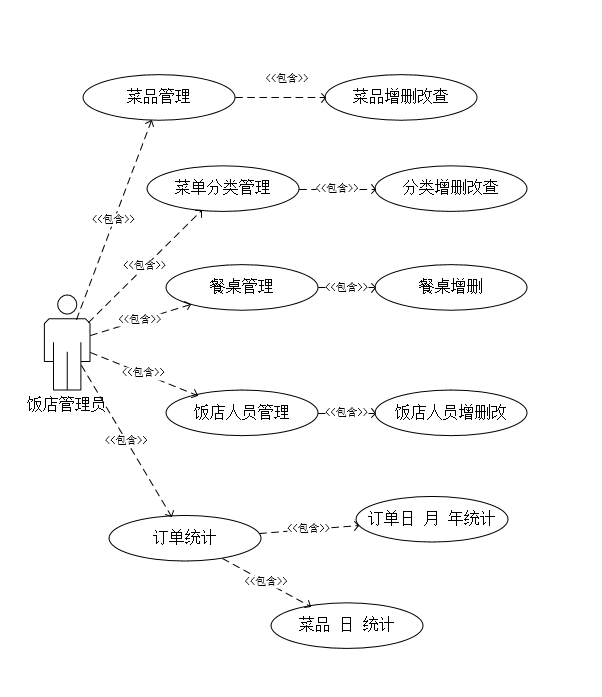 <<包含>>
菜品管理
菜品增删改查
菜单分类管理
<<包含>>
分类增删改查
<<包含>>
<<包含>>
餐桌管理
<<包含>>
餐桌增删
<<包含>>
<<包含>>
饭店管理员
饭店人员管理
<<包含>>
饭店人员增删改
<<包含>>
订单日 月 年统计
<<包含>>
订单统计
<<包含>>
菜品 日 统计